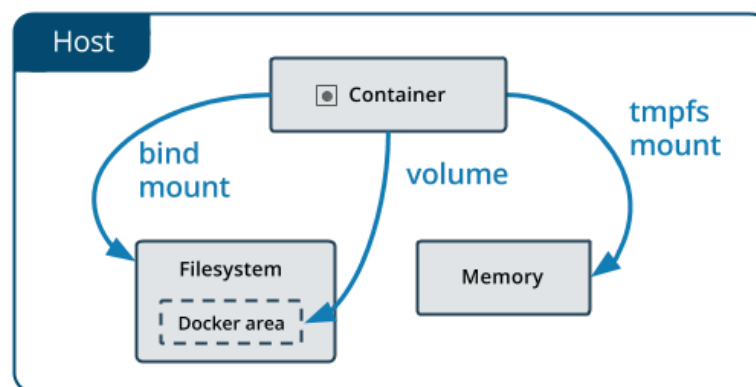 Host
Container
bind
mount
volume
tmpfs
mount
Filesystem
Docker area
Memory